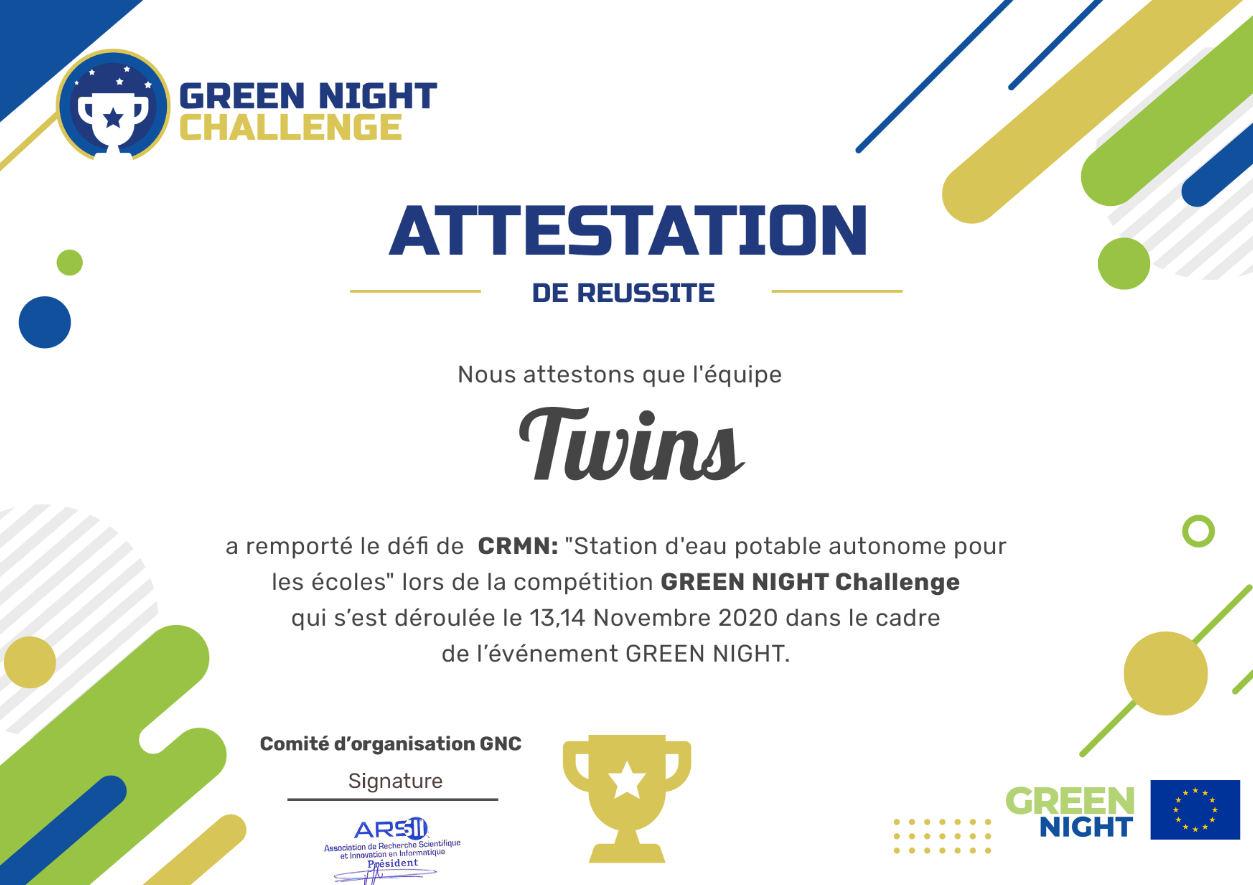 GREEN NIGHT
CHALLENGE
ATTESTATION
DE REUSSITE
Nous attestons que l'équipe
Twins
a remporté le défi de CRMN: "Station d'eau potable autonome pour
les écoles" lors de la compétition GREEN NIGHT Challenge
qui s’est déroulée le 13,14 Novembre 2020 dans le cadre
de l’événement GREEN NIGHT.
Comité d’organisation GNC
Signature
ARSII
Association de Recherche Scientifique
et Innovation en Informatique
Président
GREEN
NIGHT